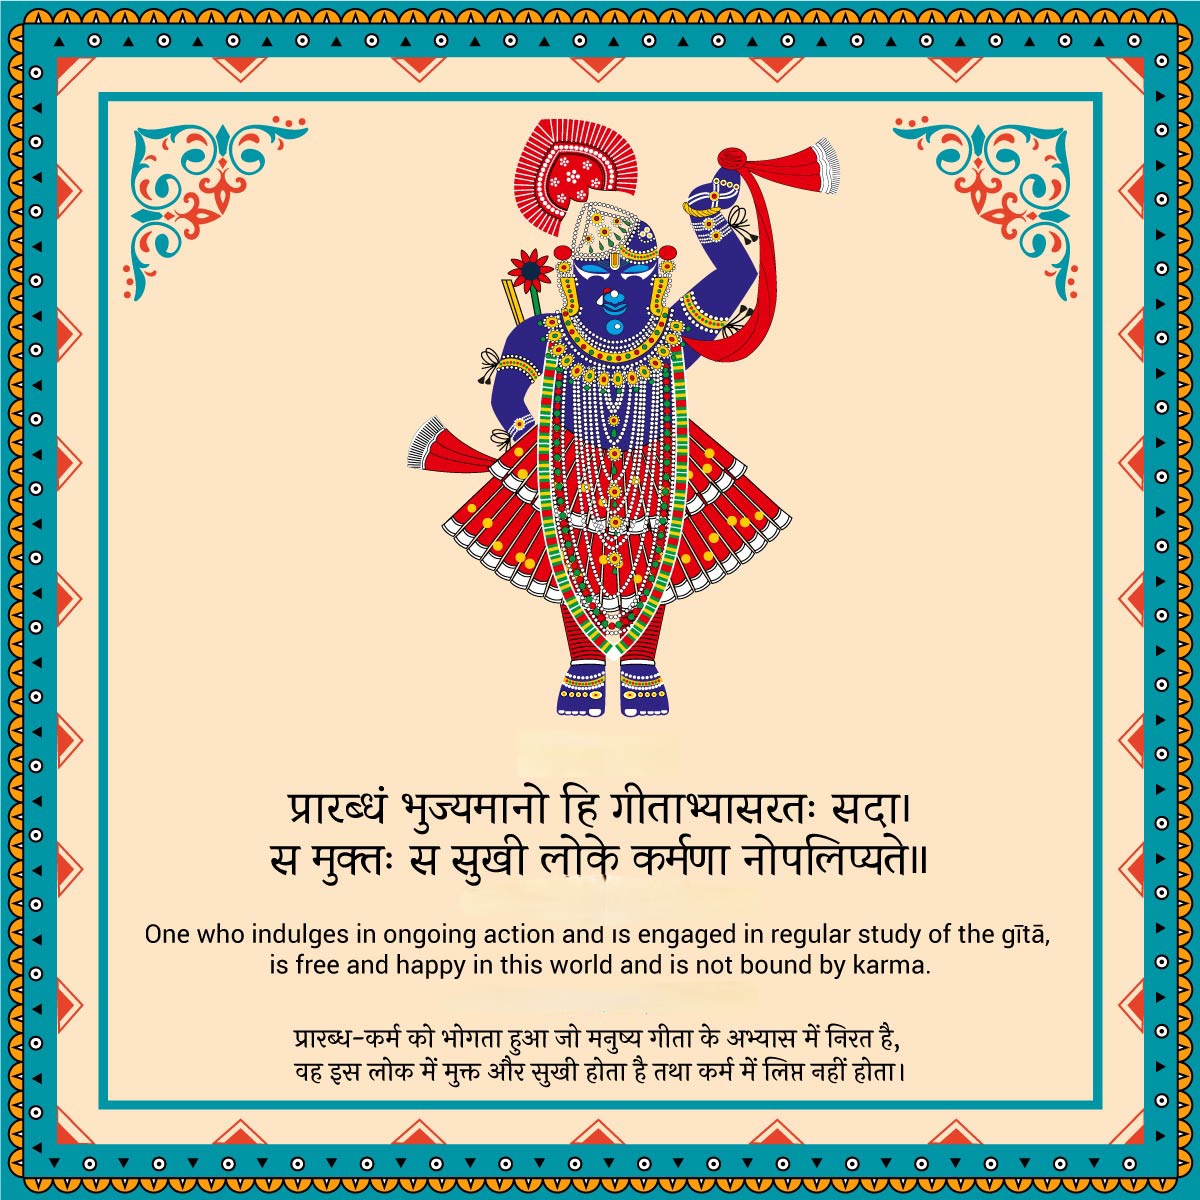 प्रारब्धं भुज्यमानो हि गीताभ्यासरतः सदा।
स मुक्तः स सुखी लोके कर्मणा नोपलिप्यते॥
One who indulges in ongoing action and is engaged in regular study of the gītā,
is free and happy in this world and is not bound by karma.
प्रारब्ध-कर्म को भोगता हुआ जो मनुष्य गीता के अभ्यास में निरत है,
वह इस लोक में मुक्त और सुखी होता है तथा कर्म में लिप्त नहीं होता।